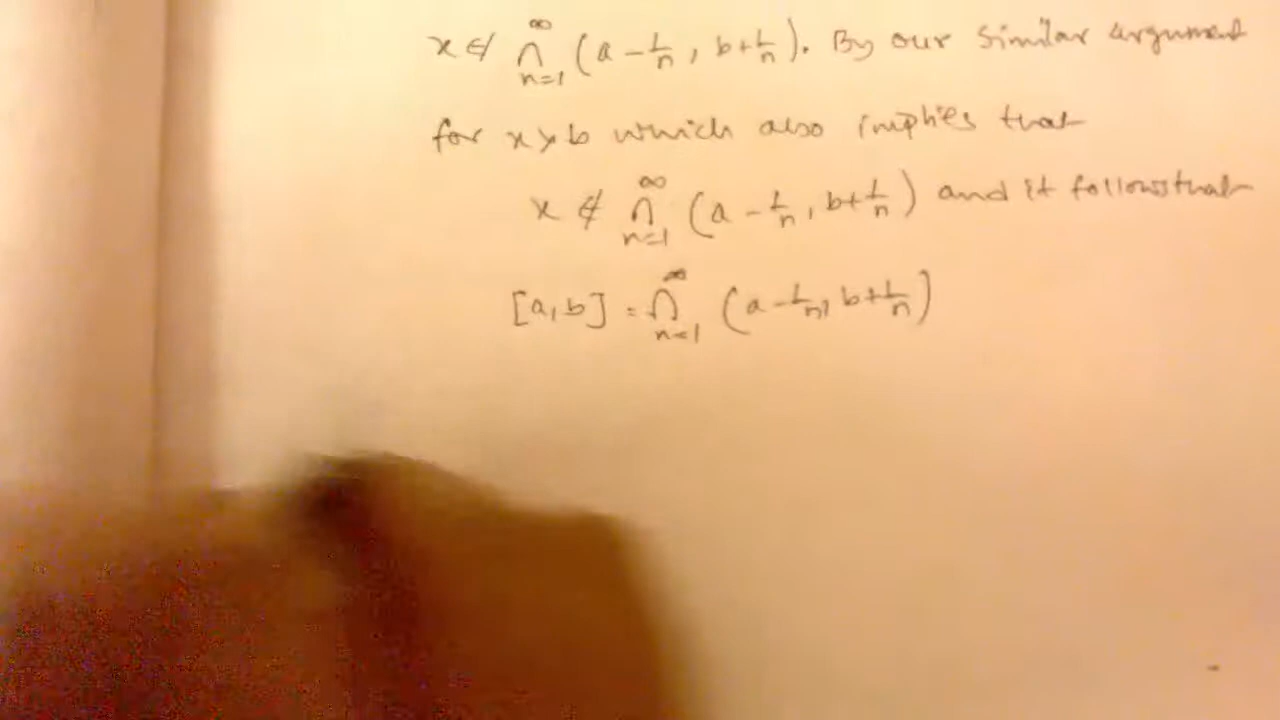 x ∉ ∞∩n=1 (a - 1/n, b + 1/n). By our similar argument
for x > b which also implies that
x ∉ ∞∩n=1 (a - 1/n, b + 1/n) and it follows that
[a, b] = ∞∩n=1 (a - 1/n, b + 1/n)